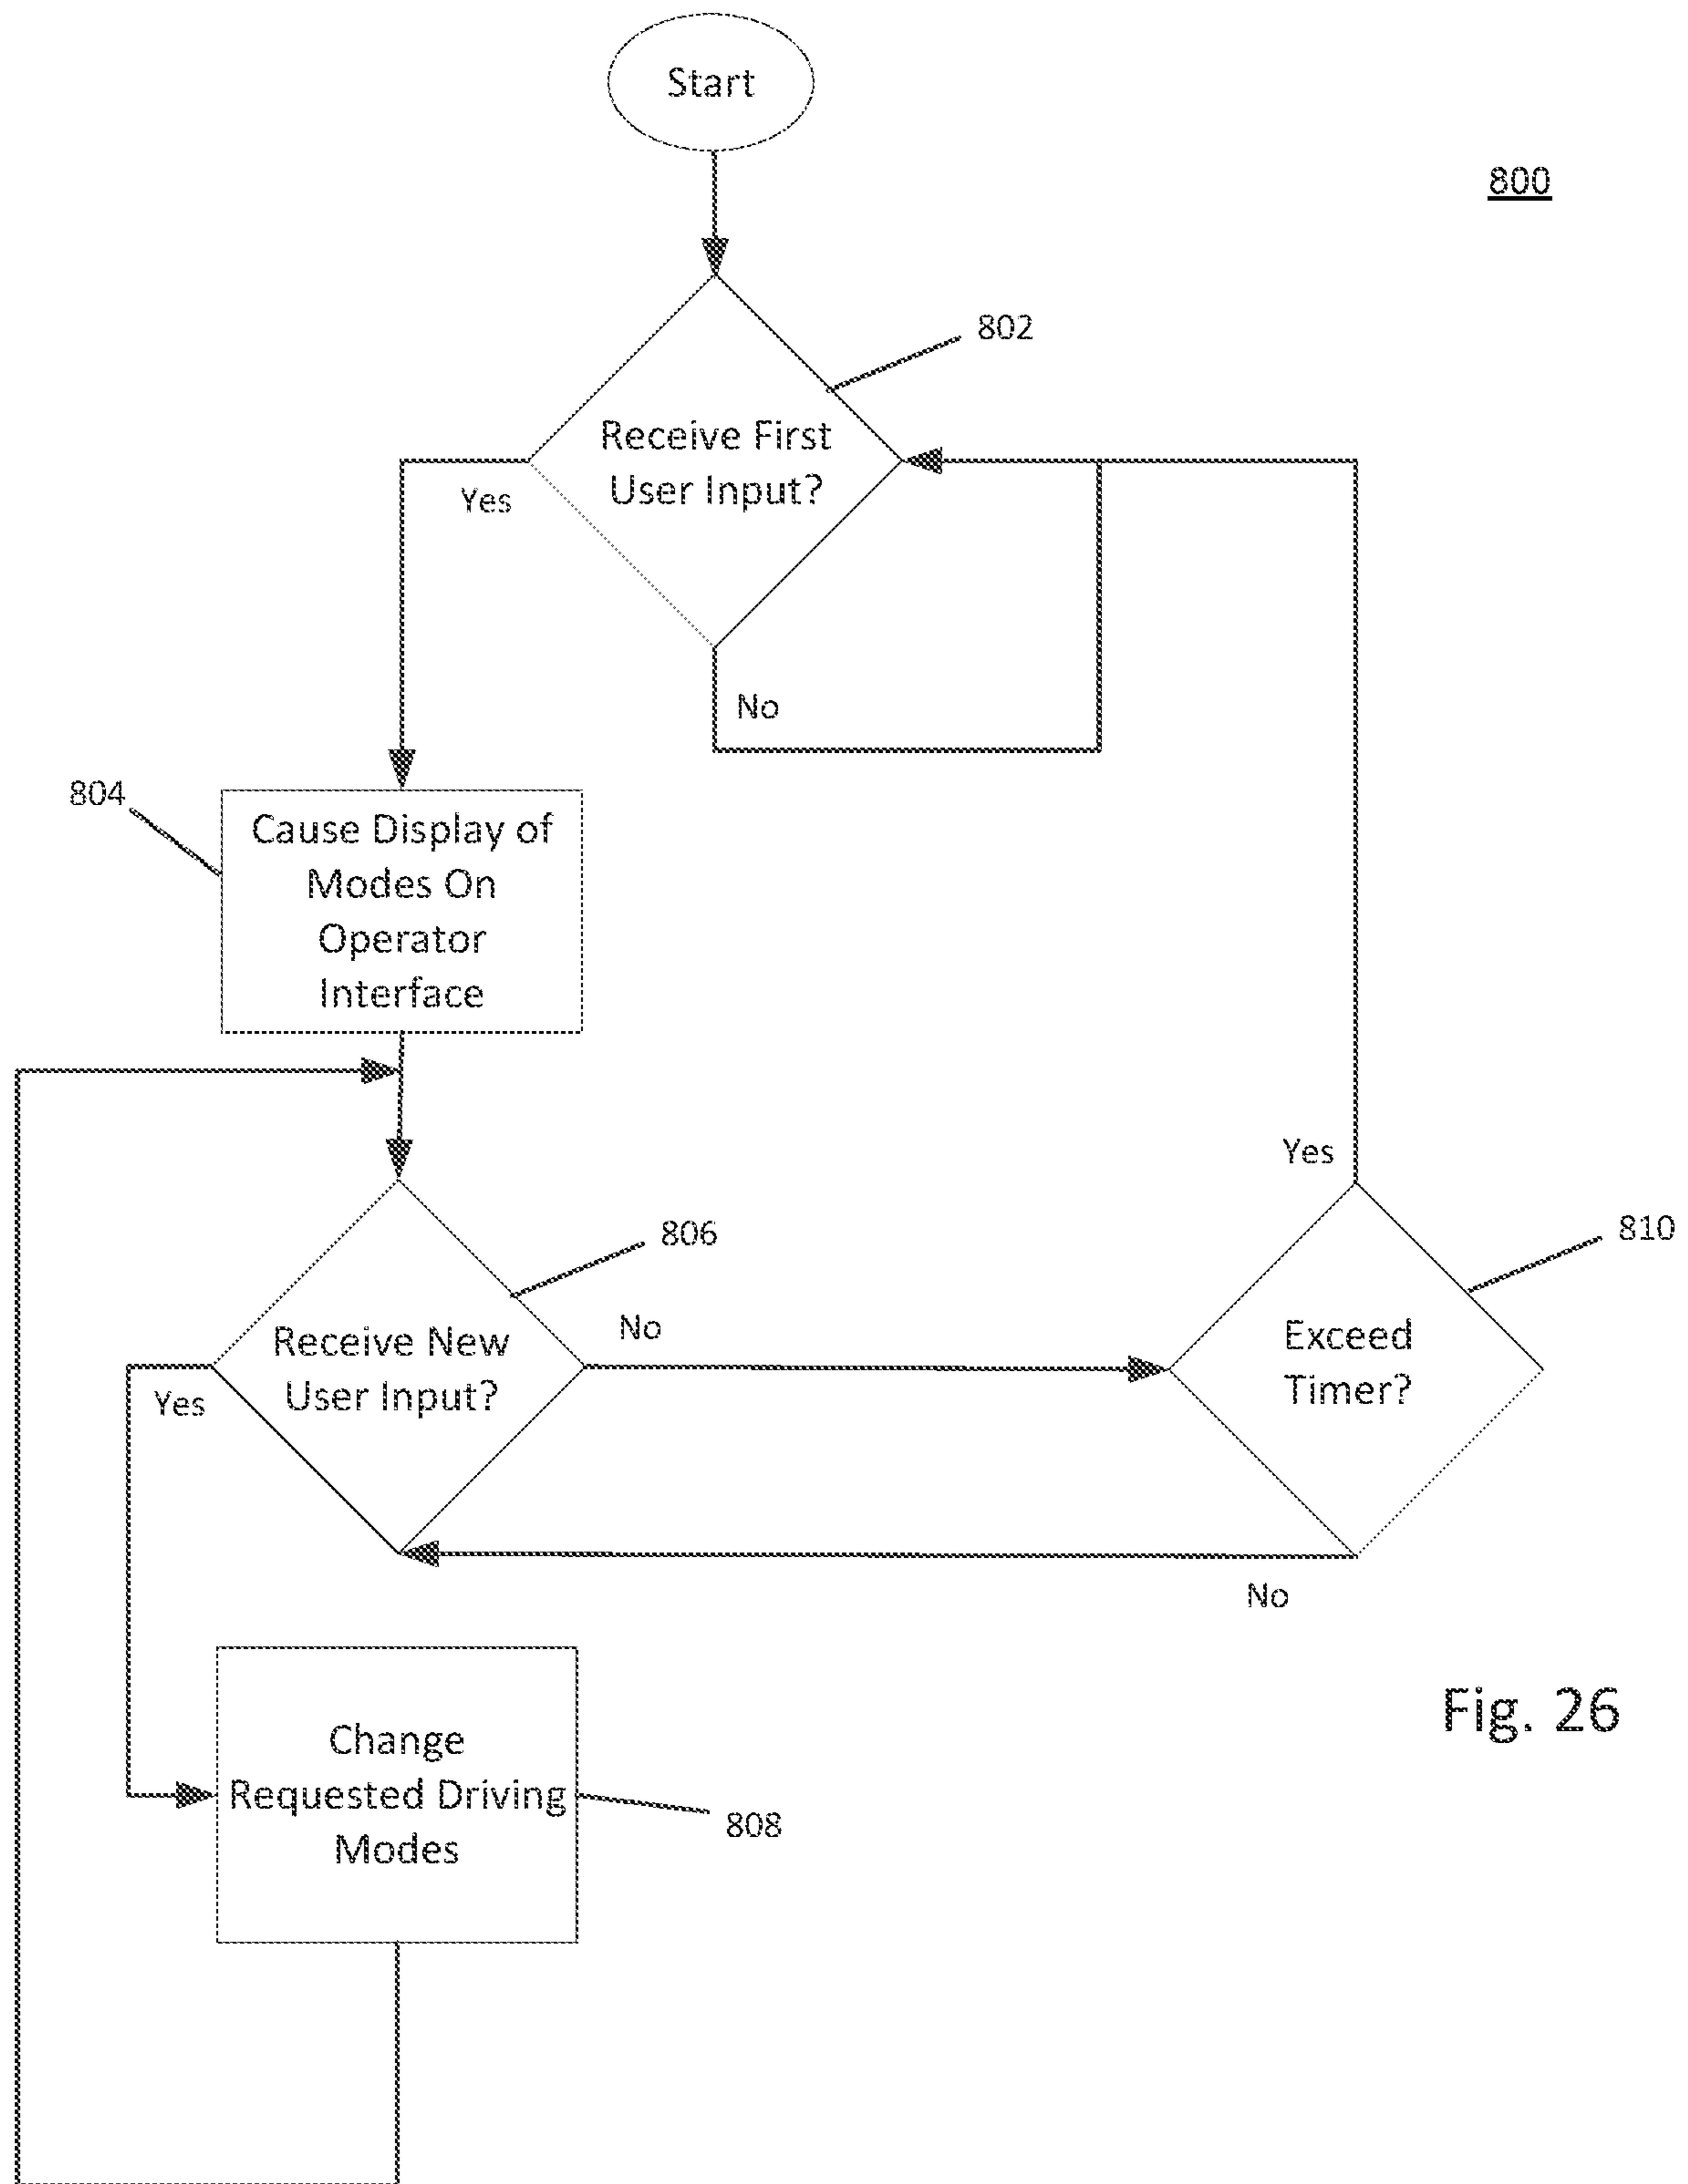 Start
800
802
Receive First
User Input?
Yes
No
804
Cause Display of
Modes On
Operator
Interface
Yes
806
810
No
Receive New
User Input?
Exceed
Timer?
Yes
No
Fig. 26
Change
Requested Driving
Modes
808